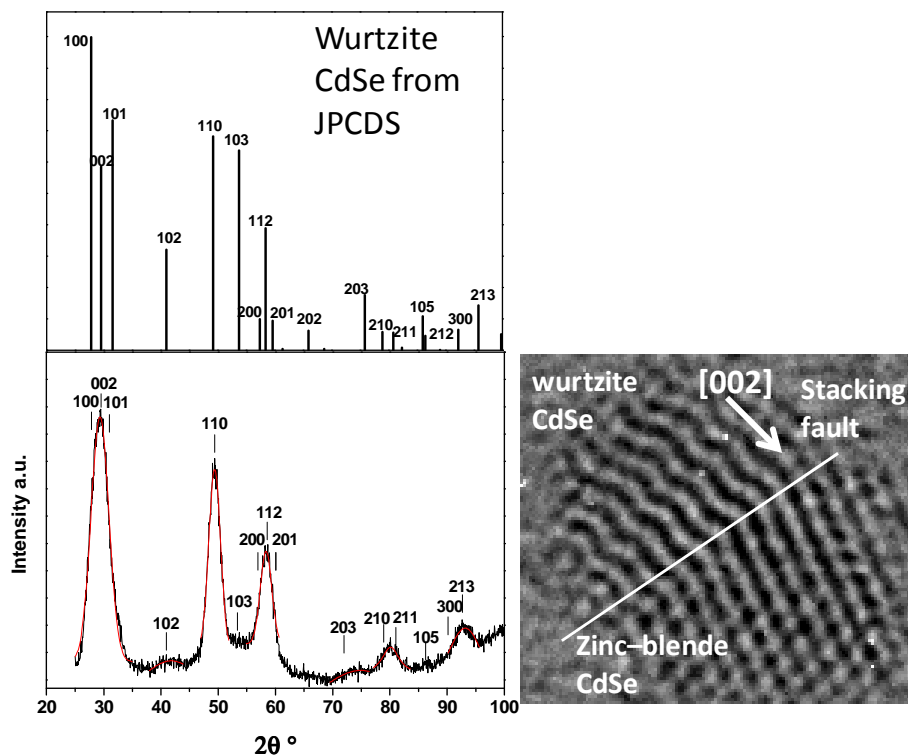 Wurtzite
CdSe from
JPCDS
100
002
101
102
110
103
112
200
201
202
203
210
211
105
212
300
213
Intensity a.u.
100
002
101
102
110
103
200
112
201
203
210
211
105
300
213
20 30 40 50 60 70 80 90 100
2θ °
wurtzite
CdSe
[002]
Stacking
fault
Zinc–blende
CdSe